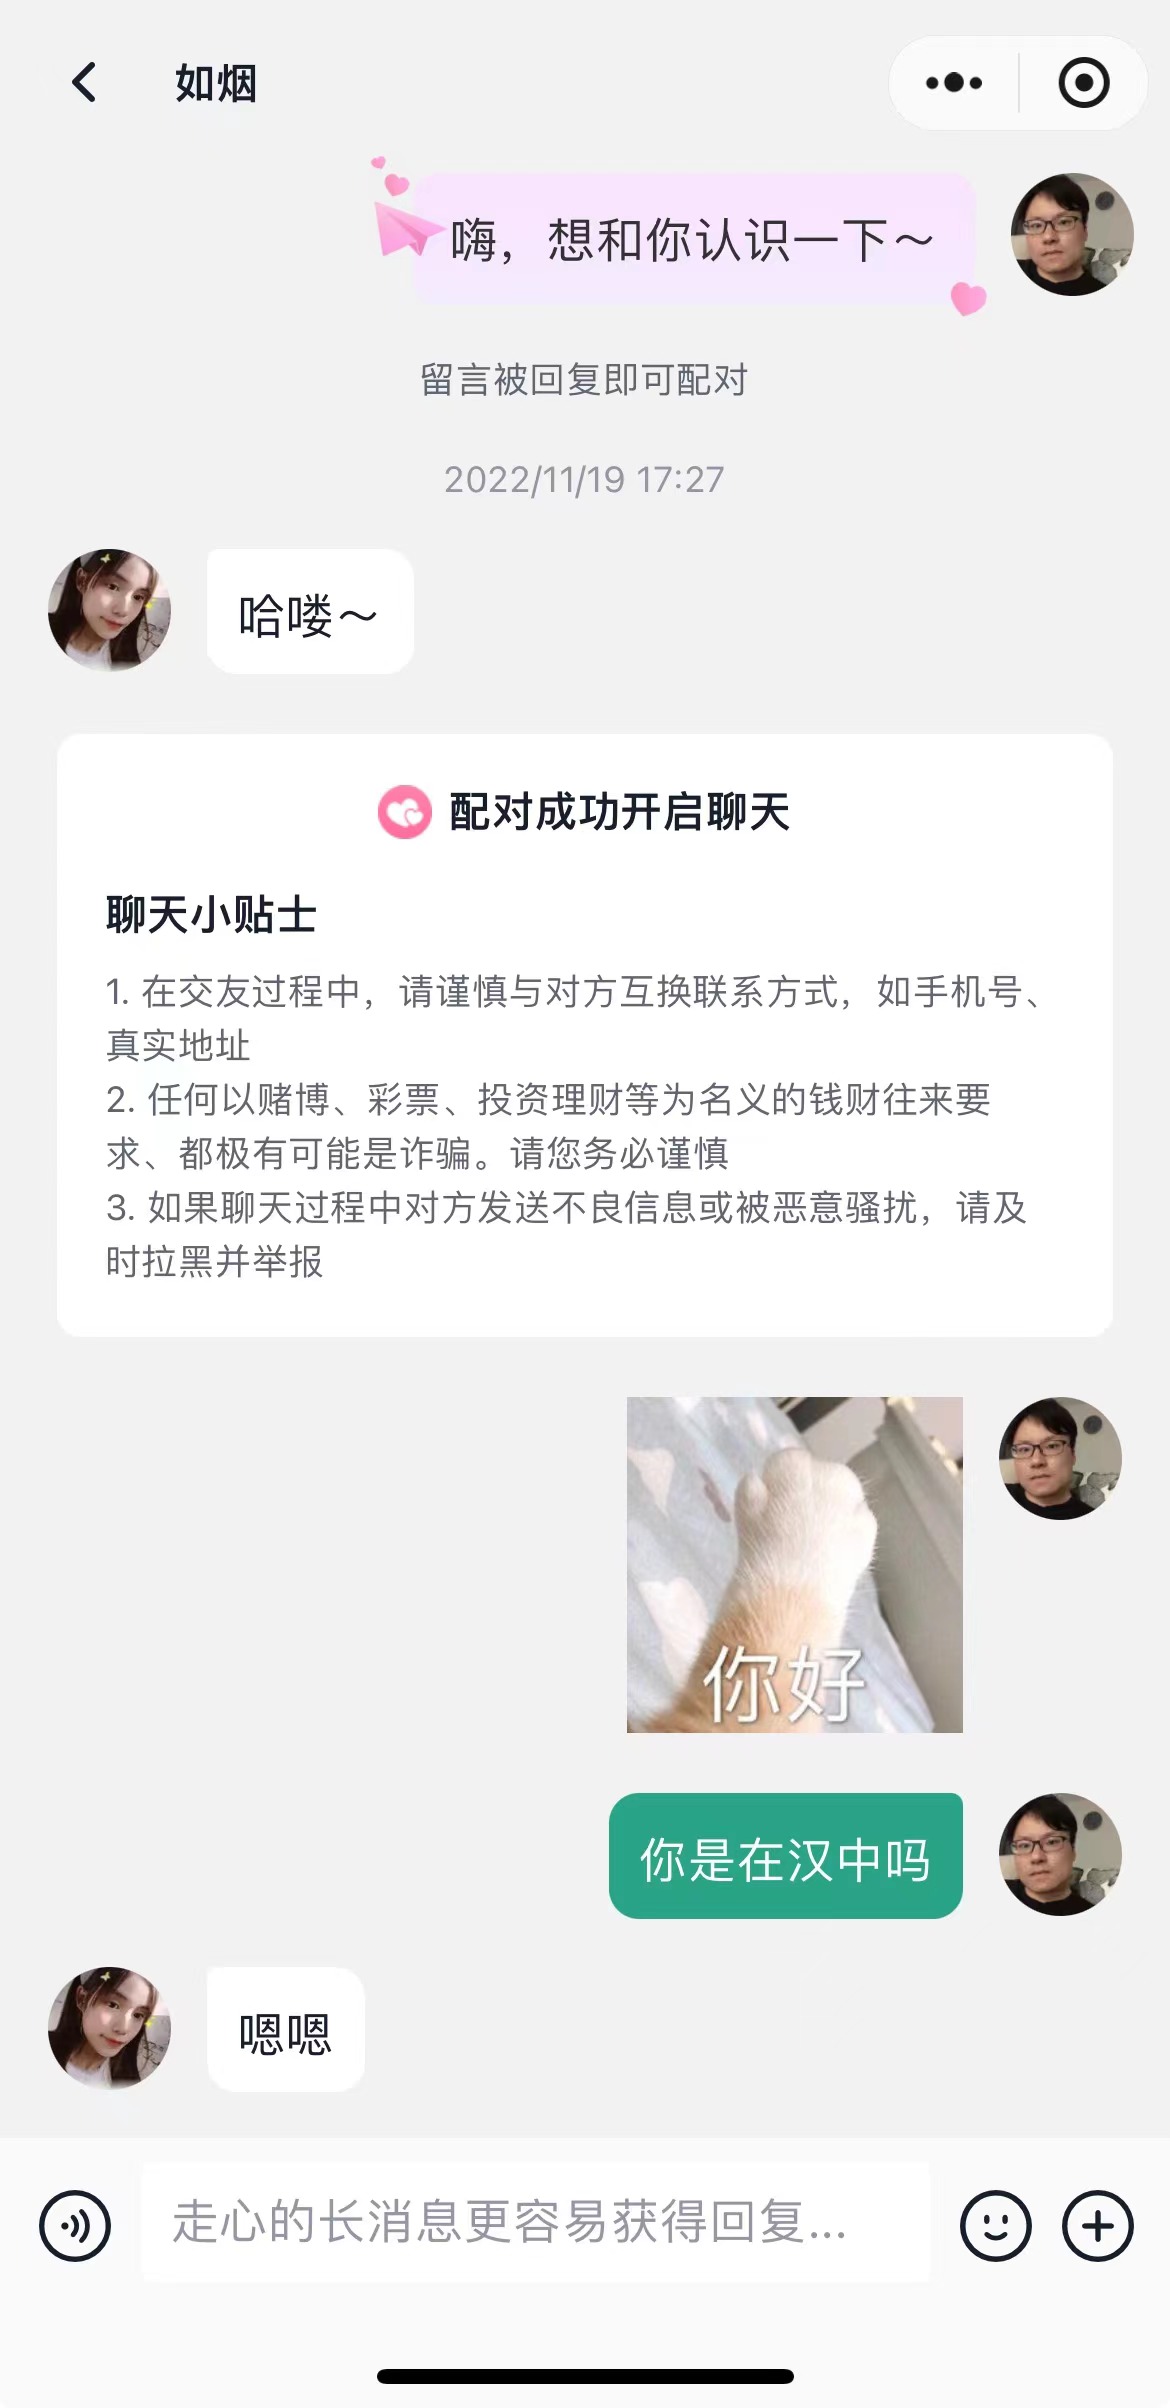 如烟
嗨，想和你认识一下～
留言被回复即可配对
2022/11/19 17:27
哈喽～
配对成功开启聊天
聊天小贴士
1. 在交友过程中，请谨慎与对方互换联系方式，如手机号、
真实地址
2. 任何以赌博、彩票、投资理财等为名义的钱财往来要
求、都极有可能是诈骗。请您务必谨慎
3. 如果聊天过程中对方发送不良信息或被恶意骚扰，请及
时拉黑并举报
你好
你是在汉中吗
嗯嗯
走心的长消息更容易获得回复...